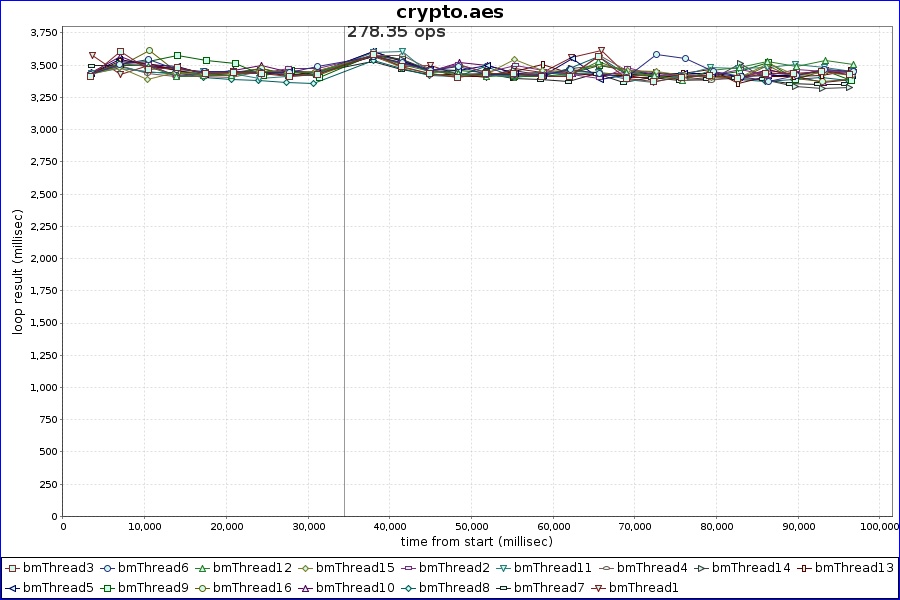 crypto.aes
278.35 ops
3,750
3,500
3,250
3,000
2,750
2,500
2,250
2,000
1,750
1,500
1,250
1,000
750
500
250
0
loop result (millisec)
0 10,000 20,000 30,000 40,000 50,000 60,000 70,000 80,000 90,000 100,000
time from start (millisec)
bmThread3 bmThread6 bmThread12 bmThread15 bmThread2 bmThread11 bmThread4 bmThread14 bmThread13
bmThread5 bmThread9 bmThread16 bmThread10 bmThread8 bmThread7 bmThread1